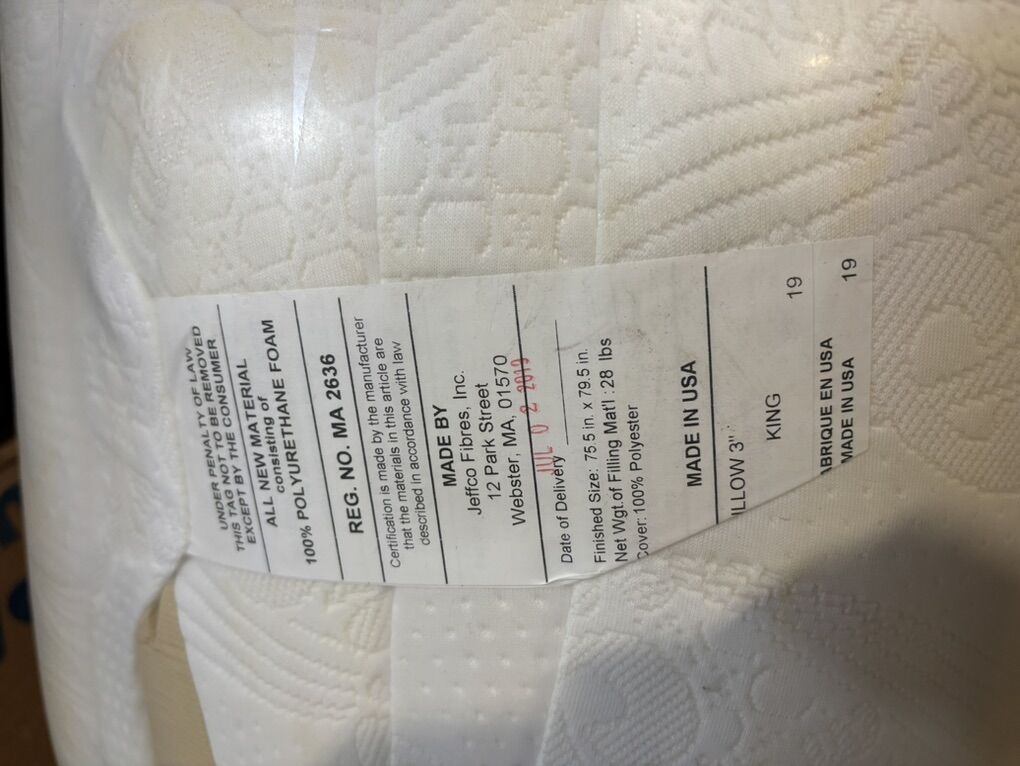 UNDER PENALTY OF LAW
THIS TAG NOT TO BE REMOVED
EXCEPT BY THE CONSUMER
ALL NEW MATERIAL
consisting of
100% POLYURETHANE FOAM
REG. NO. MA 2636
Certification is made by the manufacturer
that the materials in this article are
described in accordance with law
MADE BY
Jeffco Fibres, Inc.
12 Park Street
Webster, MA, 01570
Date of Delivery JUL 0 2 2019
Finished Size: 75.5 in. x 79.5 in.
Net Wgt.of Filling Mat'l :28 lbs
Cover: 100% Polyester
MADE IN USA
ILLOW 3"
KING 19
ABRIQUE EN USA
MADE IN USA 19